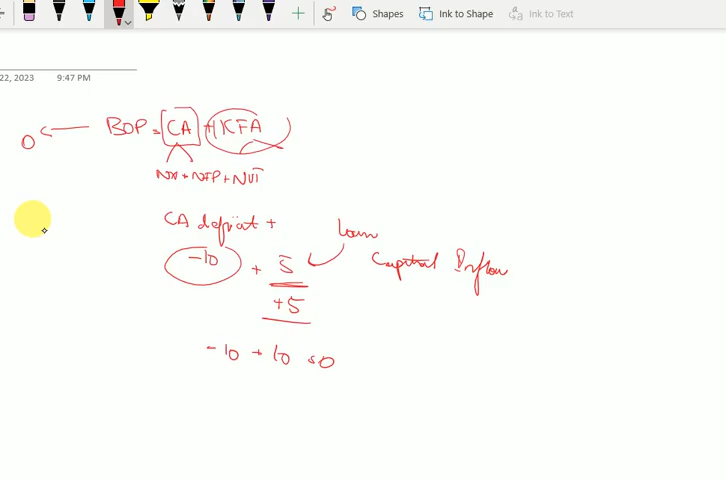 Shapes Ink to Shape Ink to Text
22, 2023 9:47 PM
0 BOP = CA + KFA
NX + NFP + NUT
CA deficit +
loan
-10 + 5 Capital Inflow
+5
-10 + 10 = 0